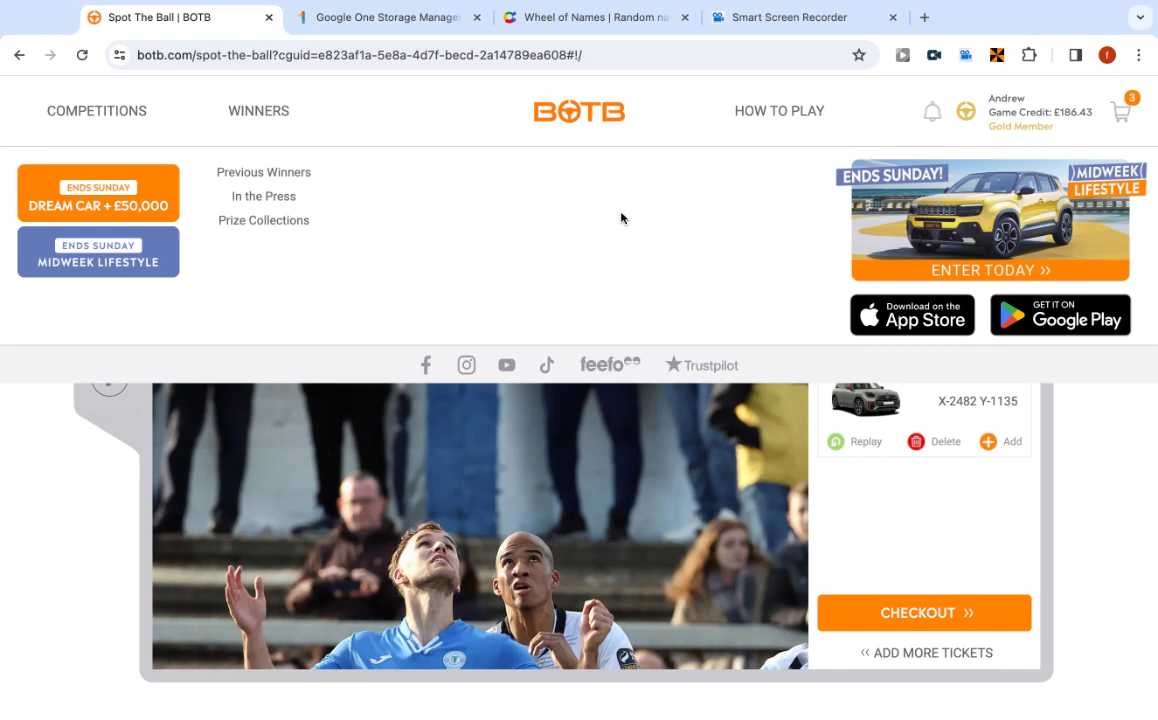 Spot The Ball | BOTB
Google One Storage Manage
Wheel of Names | Random na
Smart Screen Recorder
botb.com/spot-the-ball?cguid=e823af1a-5e8a-4d7f-becd-2a14789ea608#!/
f
COMPETITIONS
WINNERS
BOTB
HOW TO PLAY
Andrew
Game Credit: £186.43
Gold Member
3
ENDS SUNDAY
DREAM CAR + £50,000
ENDS SUNDAY
MIDWEEK LIFESTYLE
Previous Winners
In the Press
Prize Collections
ENDS SUNDAY!
MIDWEEK
LIFESTYLE
ENTER TODAY »
Download on the
App Store
GET IT ON
Google Play
feefo
Trustpilot
X-2482 Y-1135
Replay
Delete
Add
CHECKOUT »
« ADD MORE TICKETS